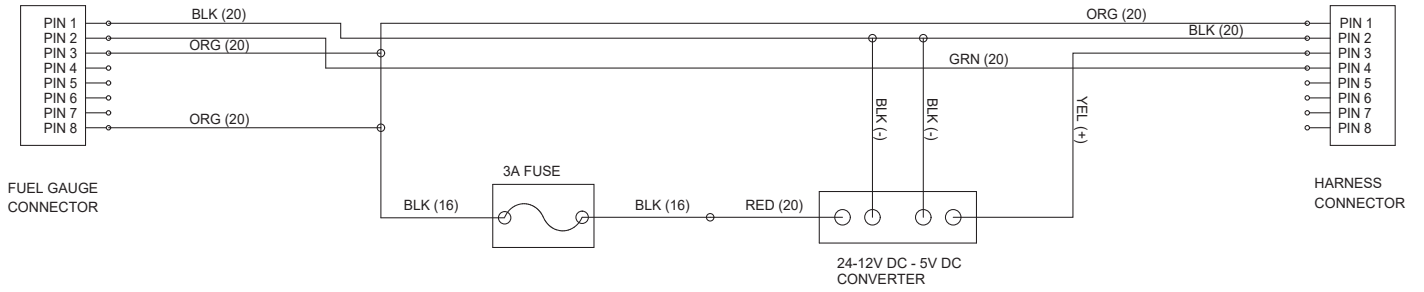 PIN 1
PIN 2
PIN 3
PIN 4
PIN 5
PIN 6
PIN 7
PIN 8
FUEL GAUGE
CONNECTOR
BLK (20)
ORG (20)
ORG (20)
BLK (16)
3A FUSE
BLK (16)
RED (20)
BLK (-)
BLK (-)
YEL (+)
24-12V DC - 5V DC
CONVERTER
ORG (20)
BLK (20)
GRN (20)
PIN 1
PIN 2
PIN 3
PIN 4
PIN 5
PIN 6
PIN 7
PIN 8
HARNESS
CONNECTOR